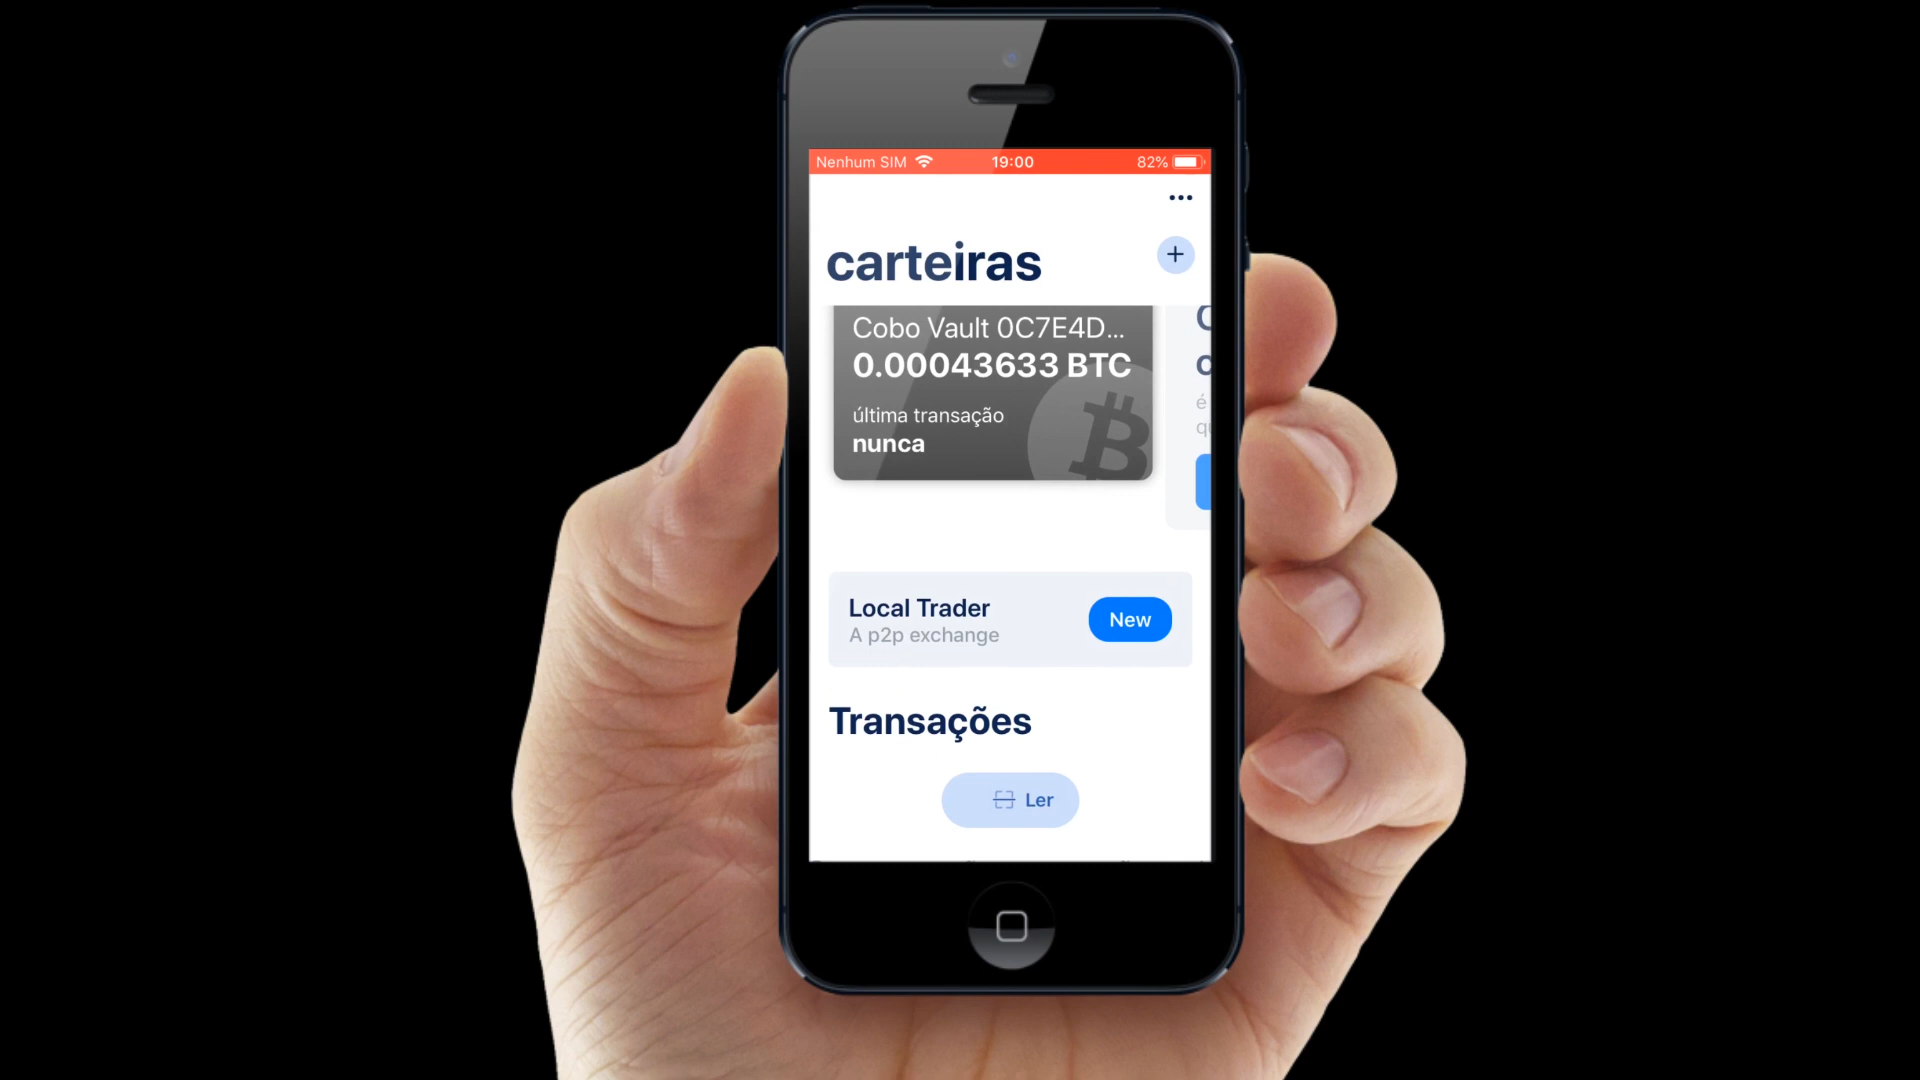 Nenhum SIM
19:00
82%
carteiras
Cobo Vault 0C7E4D...
0.00043633 BTC
última transação
nunca
é
Local Trader
A p2p exchange
New
Transações
Ler